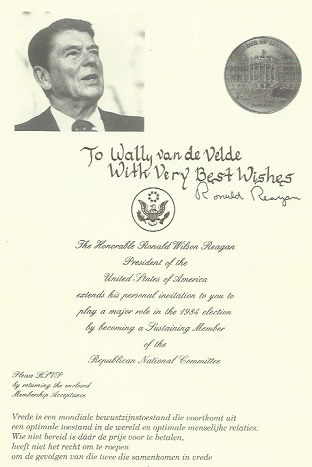 To Wally van de Velde
With Very Best Wishes
Ronald Reagan
The Honorable Ronald Wilson Reagan
President of the
United States of America
extends his personal invitation to you to
play a major role in the 1984 election
by becoming a Sustaining Member
of the
Republican National Committee
Please RSVP
by returning the enclosed
Membership Acceptance
Vrede is een mondiale bewustzijnstoestand die voortkomt uit
een optimale toestand in de wereld en optimale menselijke relaties.
Wie niet bereid is dáár de prijs voor te betalen,
heeft niet het recht om te roepen
om de gevolgen van die twee die samenkomen in vrede